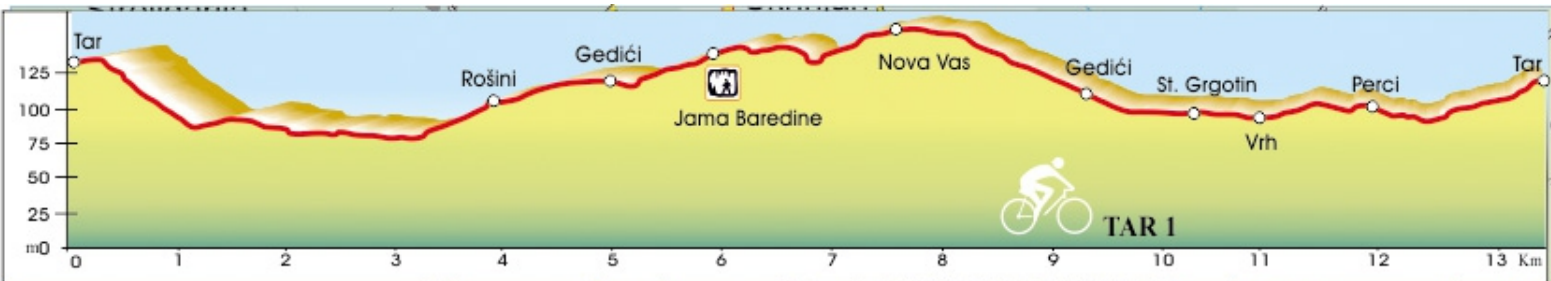 Tar
Gedići
Rošini
Jama Baredine
Nova Vas
Gedići
St. Grgotin
Vrh
Perci
Tar
125
100
75
50
25
m0
TAR 1
0 1 2 3 4 5 6 7 8 9 10 11 12 13 Km